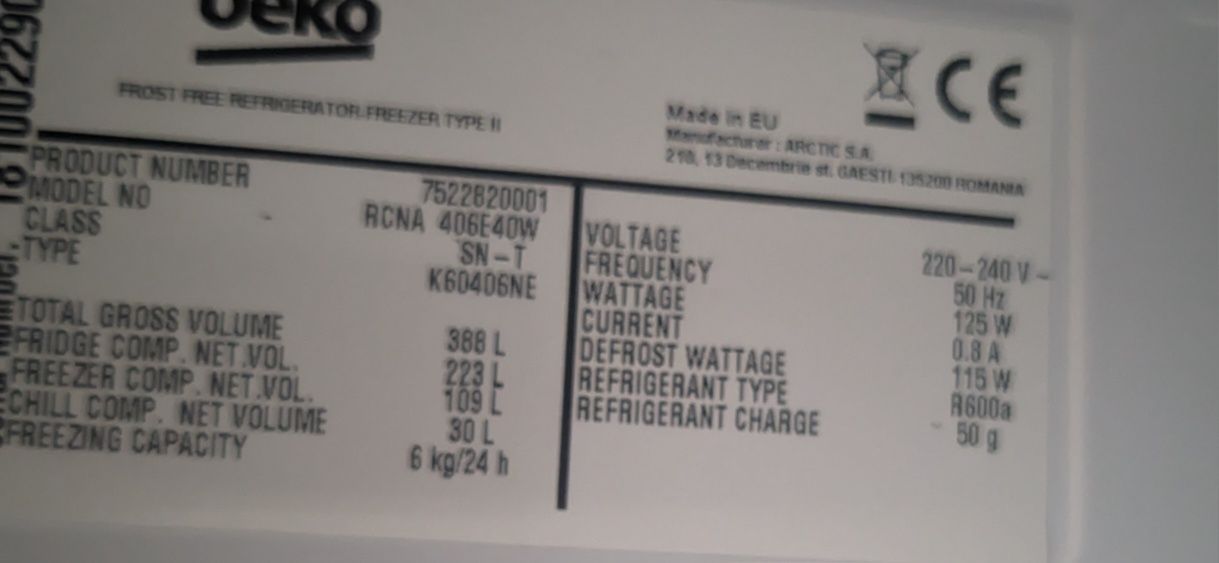 beko
FROST FREE REFRIGERATOR-FREEZER TYPE II
Made in EU
Manufacturer : ARCTIC S.A.
210, 13 Decembrie st. GAESTI-135200 ROMANIA
PRODUCT NUMBER 7522820001
MODEL NO RCNA 406E40W
CLASS SN-T
TYPE K60406NE
TOTAL GROSS VOLUME 388 L
FRIDGE COMP. NET.VOL. 223 L
FREEZER COMP. NET.VOL. 109 L
CHILL COMP. NET VOLUME 30 L
FREEZING CAPACITY 6 kg/24 h
VOLTAGE 220-240 V~
FREQUENCY 50 Hz
WATTAGE 125 W
CURRENT 0.8 A
DEFROST WATTAGE 115 W
REFRIGERANT TYPE R600a
REFRIGERANT CHARGE 50 g